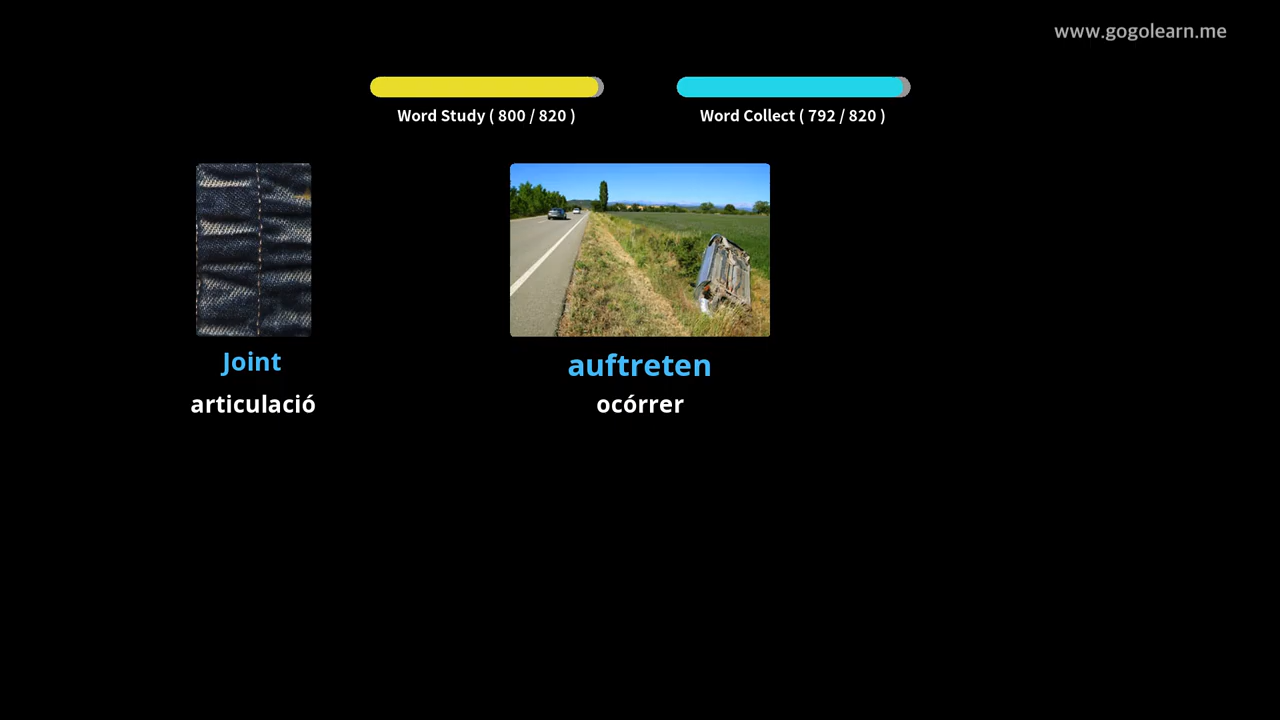 www.gogolearn.me
Word Study ( 800 / 820 )
Word Collect ( 792 / 820 )
Joint
auftreten
articulació
ocórrer